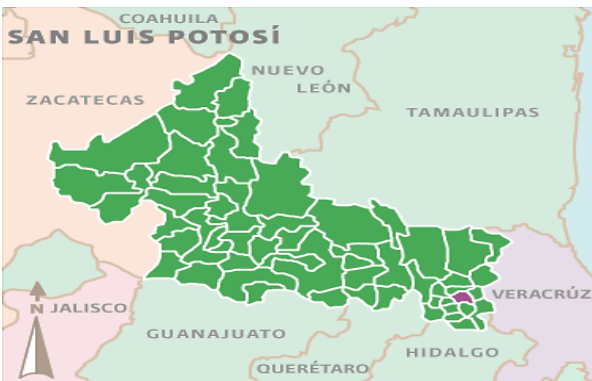 COAHUILA
SAN LUIS POTOSÍ
NUEVO
LEÓN
ZACATECAS
TAMAULIPAS
N
JALISCO
VERACRÚZ
GUANAJUATO
HIDALGO
QUERÉTARO